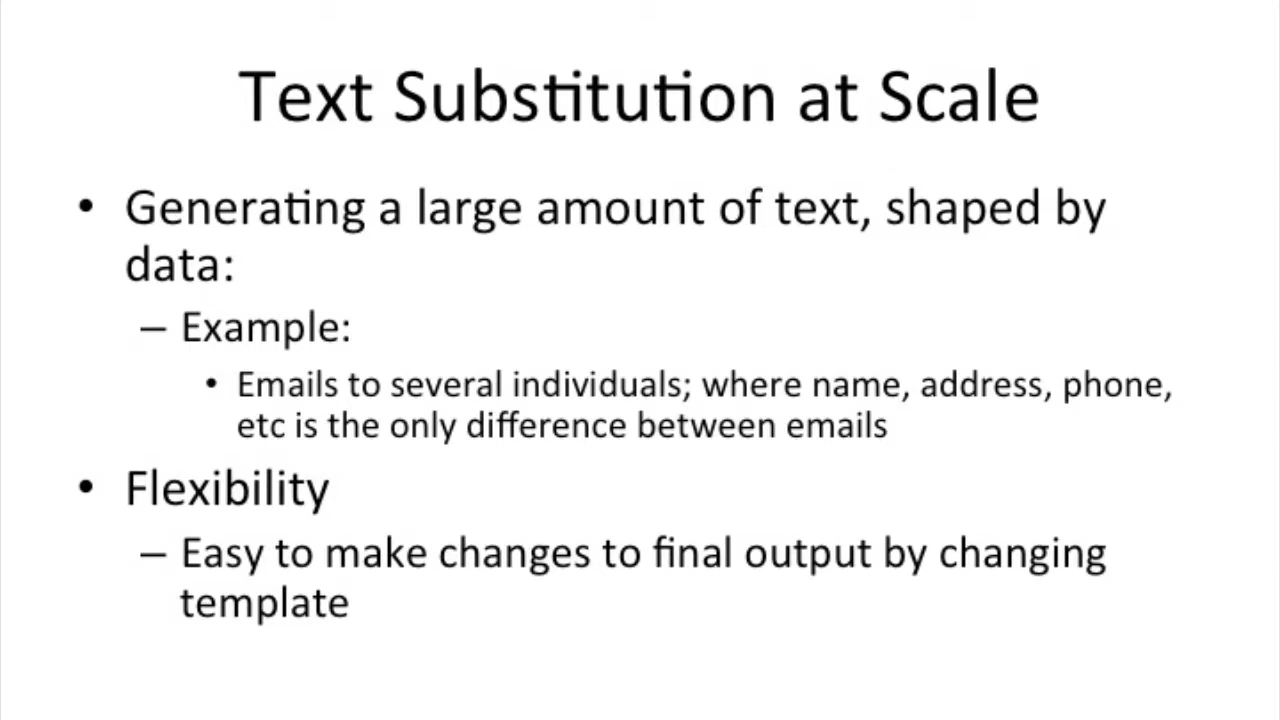 Text Substitution at Scale
• Generating a large amount of text, shaped by
data:
– Example:
• Emails to several individuals; where name, address, phone,
etc is the only difference between emails
• Flexibility
– Easy to make changes to final output by changing
template